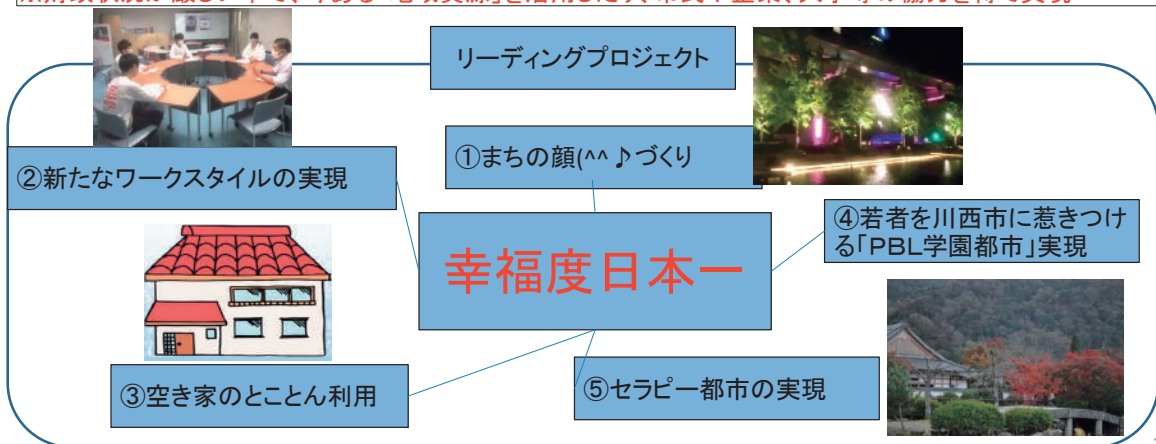 リーディングプロジェクト
①まちの顔(^^♪づくり
②新たなワークスタイルの実現
幸福度日本一
④若者を川西市に惹きつけ
る「PBL学園都市」実現
③空き家のとことん利用
⑤セラピー都市の実現